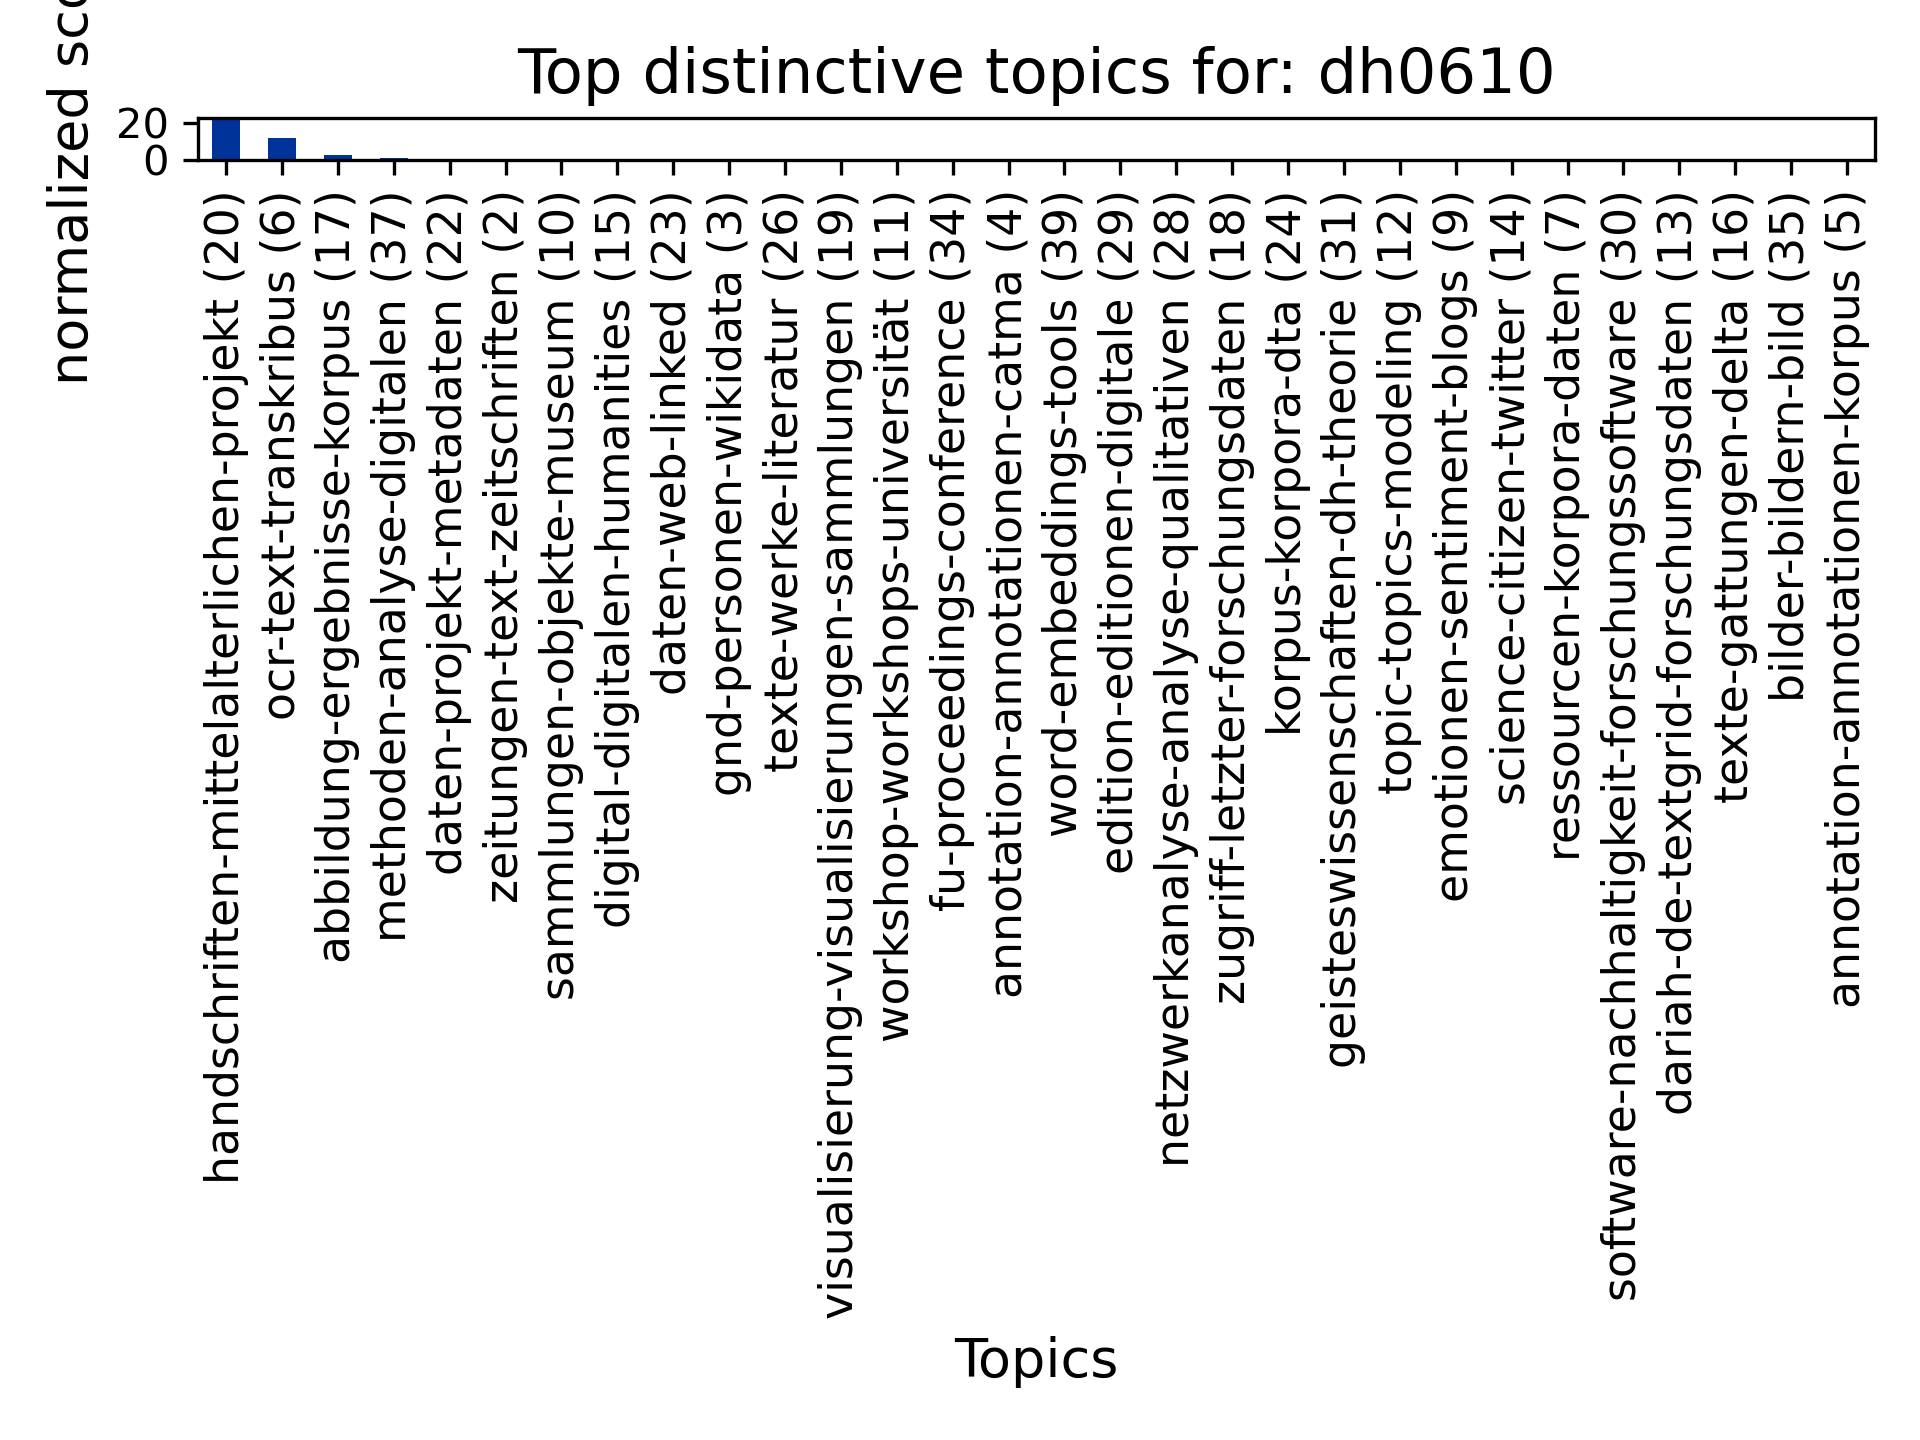 Top distinctive topics for: dh0610
normalized
20
0
handschriften-mittelalterlichen-projekt (20)
ocr-text-transkribus (6)
abbildung-ergebnisse-korpus (17)
methoden-analyse-digitalen (37)
daten-projekt-metadaten (22)
zeitungen-text-zeitschriften (2)
sammlungen-objekte-museum (10)
digital-digitalen-humanities (15)
daten-web-linked (23)
gnd-personen-wikidata (3)
texte-werke-literatur (26)
visualisierung-visualisierungen-sammlungen (19)
workshop-workshops-universität (11)
fu-proceedings-conference (34)
annotation-annotationen-catma (4)
word-embeddings-tools (39)
edition-editionen-digitale (29)
netzwerkanalyse-analyse-qualitativen (28)
zugriff-letzter-forschungsdaten (18)
korpus-korpora-dta (24)
geisteswissenschaften-dh-theorie (31)
topic-topics-modeling (12)
emotionen-sentiment-blogs (9)
science-citizen-twitter (14)
ressourcen-korpora-daten (7)
software-nachhaltigkeit-forschungssoftware (30)
dariah-de-textgrid-forschungsdaten (13)
texte-gattungen-delta (16)
bilder-bildern-bild (35)
annotation-annotationen-korpus (5)
Topics